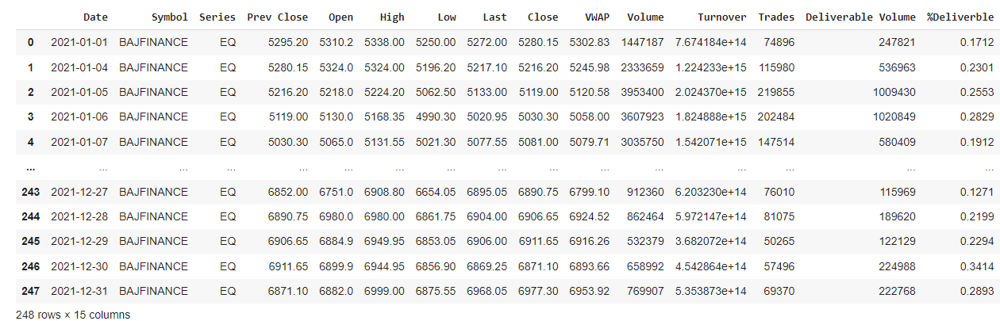 Date Symbol Series Prev Close Open High Low Last Close VWAP Volume Turnover Trades Deliverable Volume %Deliverble
0 2021-01-01 BAJFINANCE EQ 5295.20 5310.2 5338.00 5250.00 5272.00 5280.15 5302.83 1447187 7.674184e+14 74896 247821 0.1712
1 2021-01-04 BAJFINANCE EQ 5280.15 5324.0 5324.00 5196.20 5217.10 5216.20 5245.98 2333659 1.224233e+15 115980 536963 0.2301
2 2021-01-05 BAJFINANCE EQ 5216.20 5218.0 5224.20 5062.50 5133.00 5119.00 5120.58 3953400 2.024370e+15 219855 1009430 0.2553
3 2021-01-06 BAJFINANCE EQ 5119.00 5130.0 5168.35 4990.30 5020.95 5030.30 5058.00 3607923 1.824888e+15 202484 1020849 0.2829
4 2021-01-07 BAJFINANCE EQ 5030.30 5065.0 5131.55 5021.30 5077.55 5081.00 5079.71 3035750 1.542071e+15 147514 580409 0.1912
... ... ... ... ... ... ... ... ... ... ... ... ... ... ... ...
243 2021-12-27 BAJFINANCE EQ 6852.00 6751.0 6908.80 6654.05 6895.05 6890.75 6799.10 912360 6.203230e+14 76010 115969 0.1271
244 2021-12-28 BAJFINANCE EQ 6890.75 6980.0 6980.00 6861.75 6904.00 6906.65 6924.52 862464 5.972147e+14 81075 189620 0.2199
245 2021-12-29 BAJFINANCE EQ 6906.65 6884.9 6949.95 6853.05 6906.00 6911.65 6916.26 532379 3.682072e+14 50265 122129 0.2294
246 2021-12-30 BAJFINANCE EQ 6911.65 6899.9 6944.95 6856.90 6869.25 6871.10 6893.66 658992 4.542864e+14 57496 224988 0.3414
247 2021-12-31 BAJFINANCE EQ 6871.10 6882.0 6999.00 6875.55 6968.05 6977.30 6953.92 769907 5.353873e+14 69370 222768 0.2893
248 rows × 15 columns